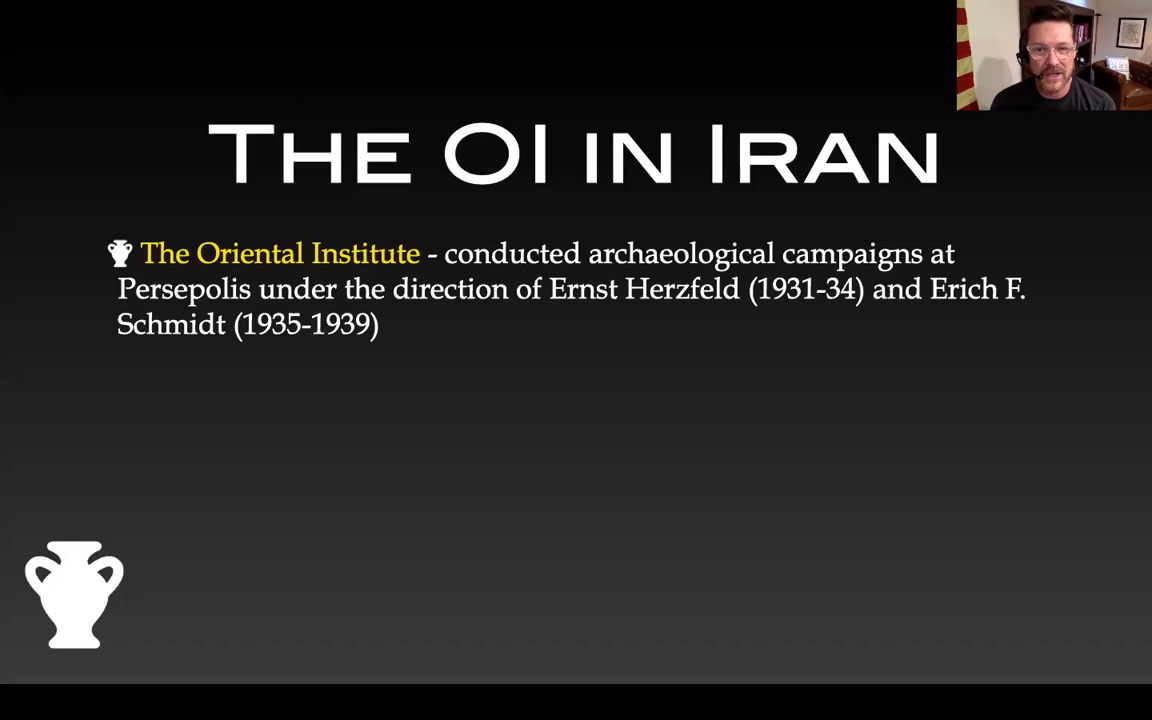 The OI in Iran
The Oriental Institute - conducted archaeological campaigns at
Persepolis under the direction of Ernst Herzfeld (1931-34) and Erich F.
Schmidt (1935-1939)